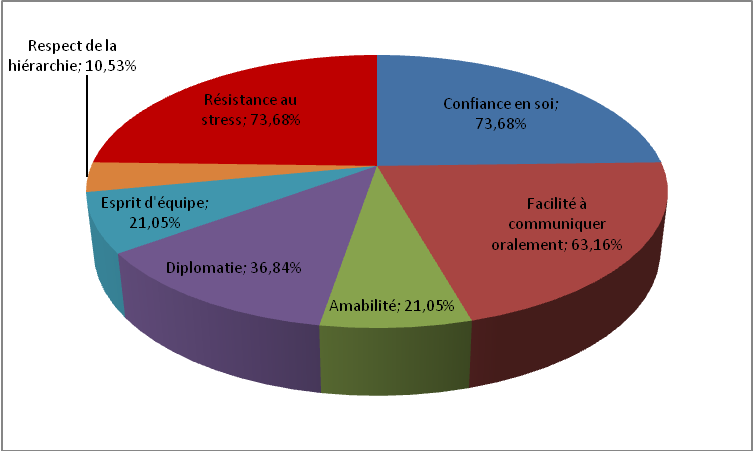 Respect de la
hiérarchie; 10,53%
Résistance au
stress; 73,68%
Confiance en soi;
73,68%
Facilité à
communiquer
oralement; 63,16%
Esprit d'équipe;
21,05%
Diplomatie; 36,84%
Amabilité; 21,05%